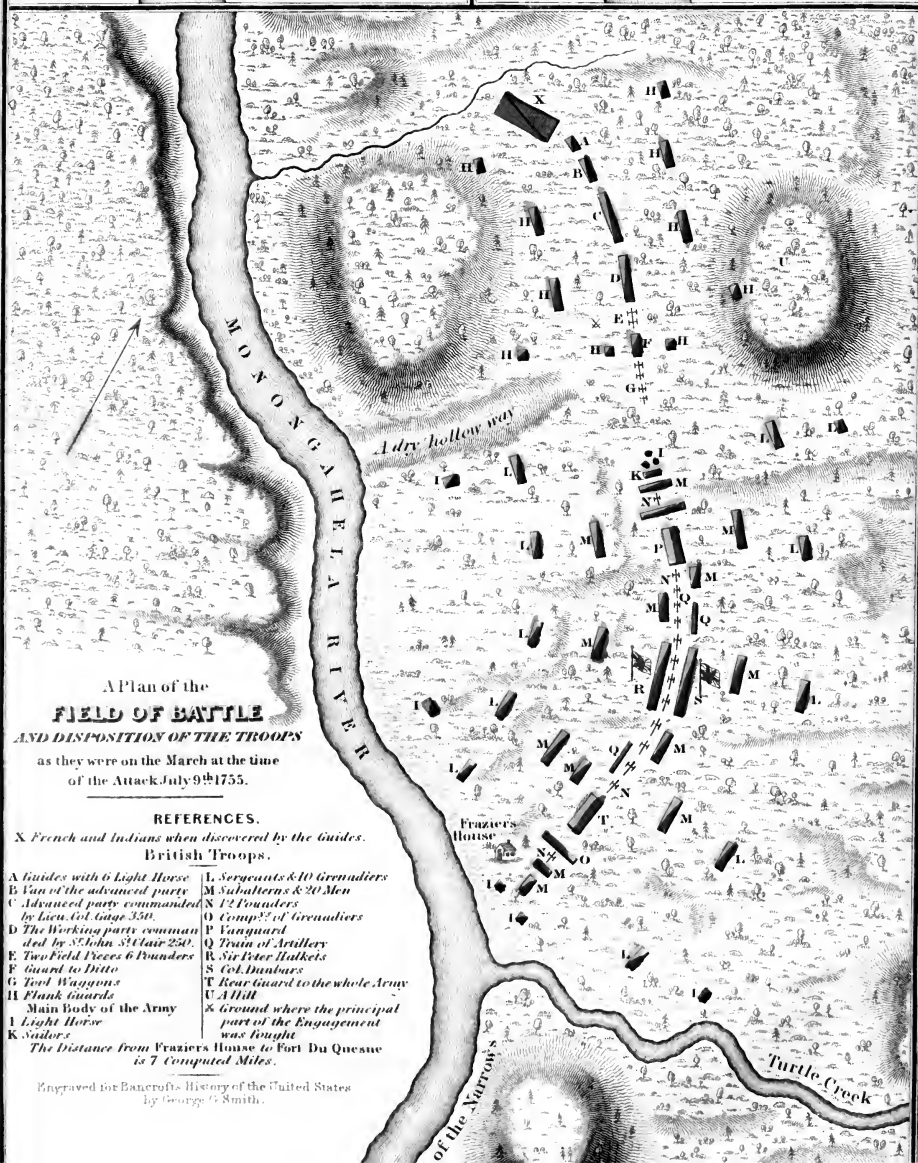 X
A
H
B
H
H
C
H
H
U
D
H
H
E
H
H
F
H
G
MONONGAHELA RIVER
A dry hollow way
L
L
I
K
M
I
L
N
L
M
M
P
L
N
M
M
Q
Q
L
M
R
S
M
L
I
L
M
Q
M
L
M
N
T
M
Frazier's
House
N
O
M
L
I
M
I
L
I
Turtle Creek
of the Narrows
A Plan of the
FIELD OF BATTLE
AND DISPOSITION OF THE TROOPS
as they were on the March at the time
of the Attack July 9th 1755.
REFERENCES.
X French and Indians when discovered by the Guides.
British Troops.
A Guides with 6 Light Horse
B Van of the advanced party
C Advanced party commanded
by Lieu. Col. Gage 350.
D The Working party comman
ded by Sr. John St. Clair 250.
E Two Field Pieces 6 Pounders
F Guard to Ditto
G Tool Waggons
H Flank Guards
Main Body of the Army
I Light Horse
K Sailors
L Sergeants & 10 Grenadiers
M Subalterns & 20 Men
N 12 Pounders
O Compys. of Grenadiers
P Vanguard
Q Train of Artillery
R Sir Peter Halkets
S Col. Dunbars
T Rear Guard to the whole Army
U A Hill
※ Ground where the principal
part of the Engagement
was fought
The Distance from Frazier's House to Fort Du Quesne
is 7 Computed Miles.
Engraved for Bancrofts History of the United States
by George G Smith.